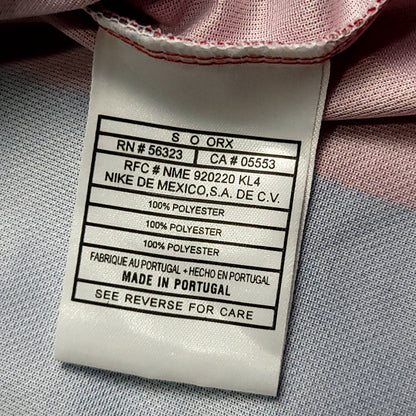 S O ORX
RN # 56323 CA # 05553
RFC # NME 920220 KL4
NIKE DE MEXICO,S.A. DE C.V.
100% POLYESTER
100% POLYESTER
100% POLYESTER
FABRIQUE AU PORTUGAL • HECHO EN PORTUGAL
MADE IN PORTUGAL
SEE REVERSE FOR CARE